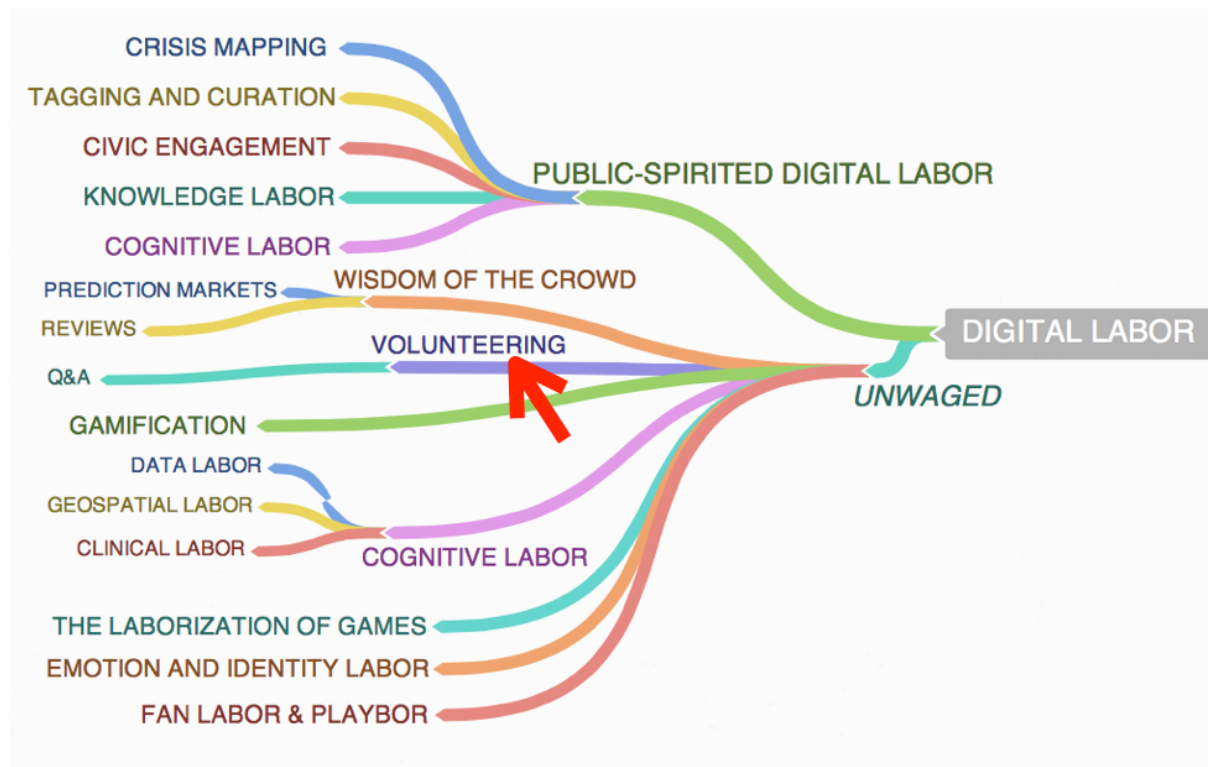 CRISIS MAPPING
TAGGING AND CURATION
CIVIC ENGAGEMENT
PUBLIC-SPIRITED DIGITAL LABOR
KNOWLEDGE LABOR
COGNITIVE LABOR
WISDOM OF THE CROWD
PREDICTION MARKETS
REVIEWS
DIGITAL LABOR
VOLUNTEERING
Q&A
UNWAGED
GAMIFICATION
DATA LABOR
GEOSPATIAL LABOR
CLINICAL LABOR
COGNITIVE LABOR
THE LABORIZATION OF GAMES
EMOTION AND IDENTITY LABOR
FAN LABOR & PLAYBOR